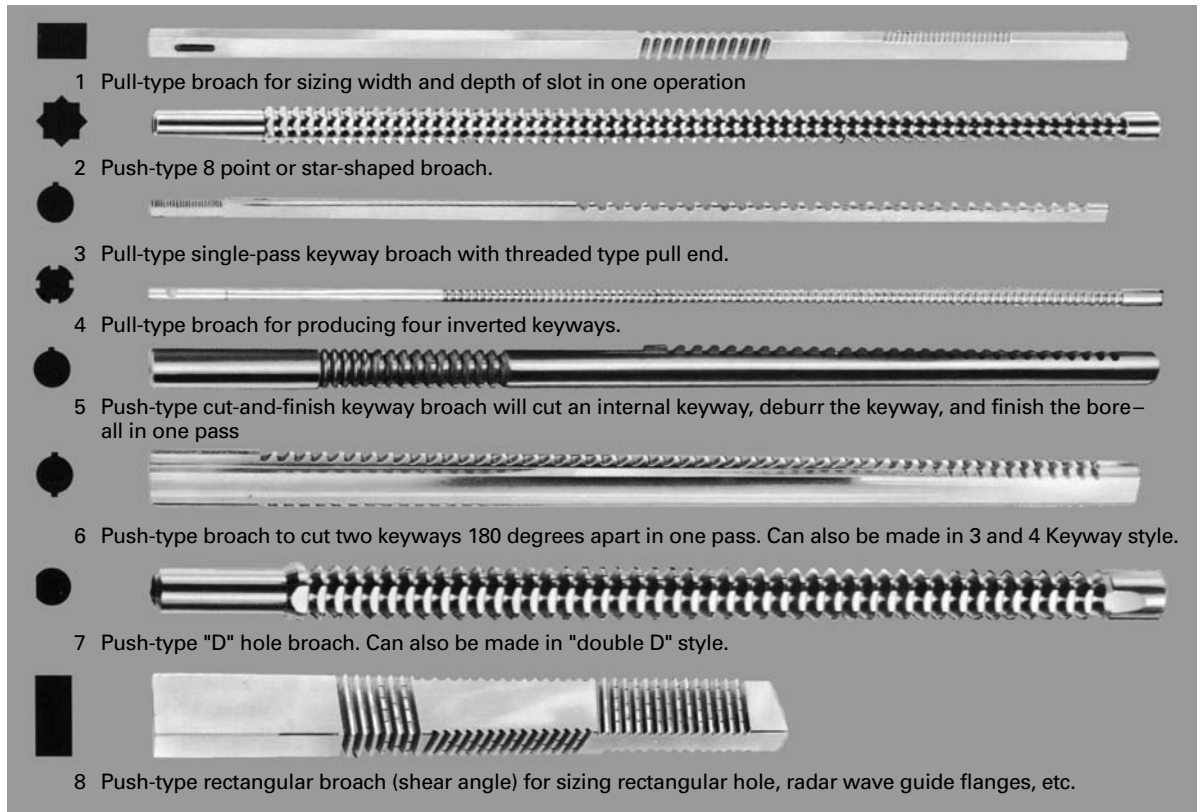 1 Pull-type broach for sizing width and depth of slot in one operation
2 Push-type 8 point or star-shaped broach.
3 Pull-type single-pass keyway broach with threaded type pull end.
4 Pull-type broach for producing four inverted keyways.
5 Push-type cut-and-finish keyway broach will cut an internal keyway, deburr the keyway, and finish the bore–
all in one pass
6 Push-type broach to cut two keyways 180 degrees apart in one pass. Can also be made in 3 and 4 Keyway style.
7 Push-type "D" hole broach. Can also be made in "double D" style.
8 Push-type rectangular broach (shear angle) for sizing rectangular hole, radar wave guide flanges, etc.